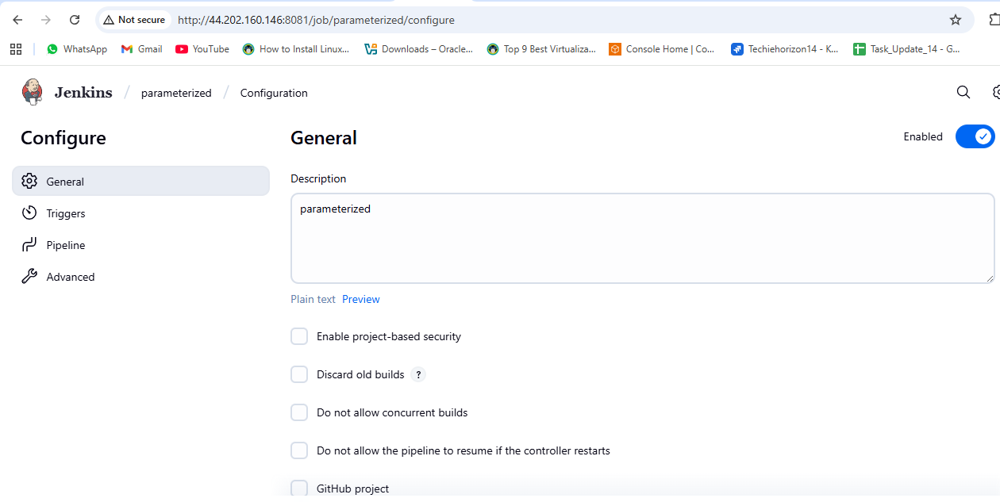 Not secure http://44.202.160.146:8081/job/parameterized/configure
WhatsApp Gmail YouTube How to Install Linux... Downloads – Oracle... Top 9 Best Virtualiza... Console Home | Co... Techiehorizon14 - K... Task_Update_14 - G...
Jenkins / parameterized / Configuration
Configure
General
Triggers
Pipeline
Advanced
General
Enabled
Description
parameterized
Plain text Preview
Enable project-based security
Discard old builds ?
Do not allow concurrent builds
Do not allow the pipeline to resume if the controller restarts
GitHub project